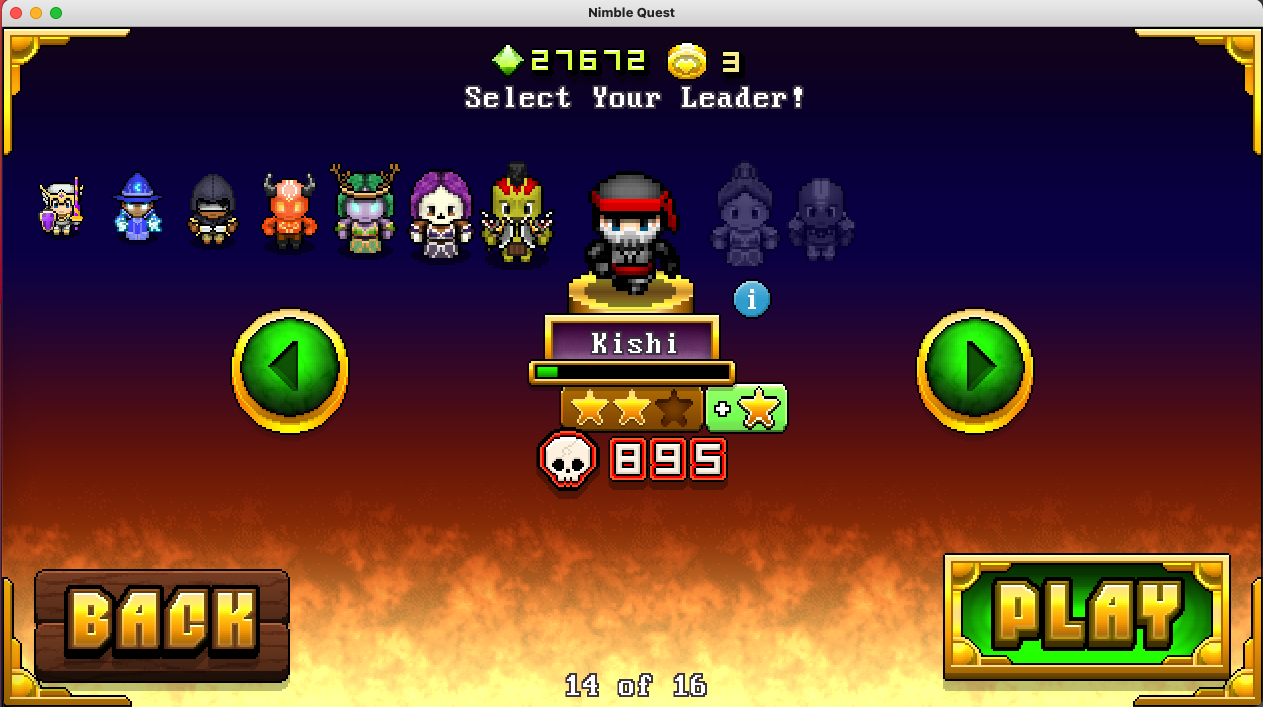 Nimble Quest
27672 3
Select Your Leader!
i
Kishi
+
895
BACK
PLAY
14 of 16